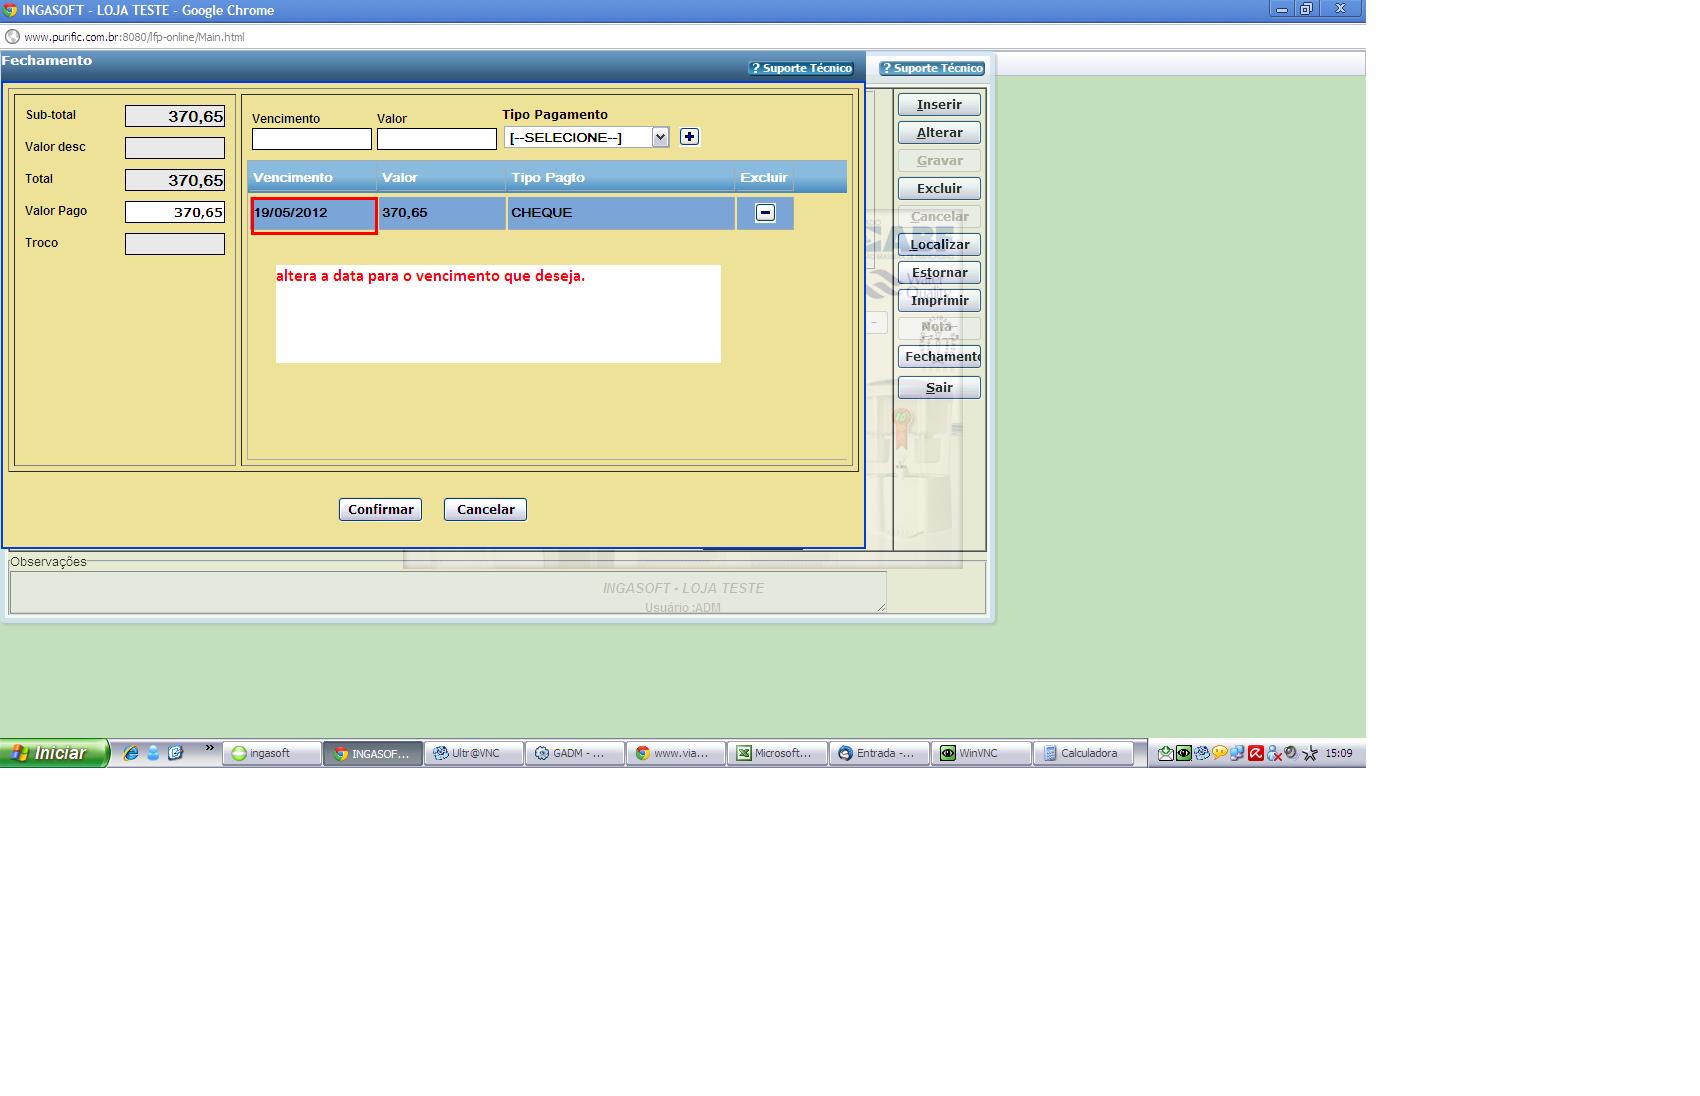 INGASOFT - LOJA TESTE - Google Chrome
www.purific.com.br:8080/lfp-online/Main.html
Fechamento
? Suporte Técnico
? Suporte Técnico
Sub-total 370,65
Valor desc
Total 370,65
Valor Pago 370,65
Troco
Vencimento Valor Tipo Pagamento
[--SELECIONE--]
Vencimento Valor Tipo Pagto Excluir
19/05/2012 370,65 CHEQUE
altera a data para o vencimento que deseja.
Confirmar Cancelar
Inserir
Alterar
Gravar
Excluir
Cancelar
Localizar
Estornar
Imprimir
Nota
Fechamento
Sair
Water
Quality
Observações
INGASOFT - LOJA TESTE
Usuário :ADM
Iniciar
»
ingasoft
INGASOF...
Ultr@VNC
GADM - ...
www.via...
Microsoft...
Entrada -...
WinVNC
Calculadora
15:09